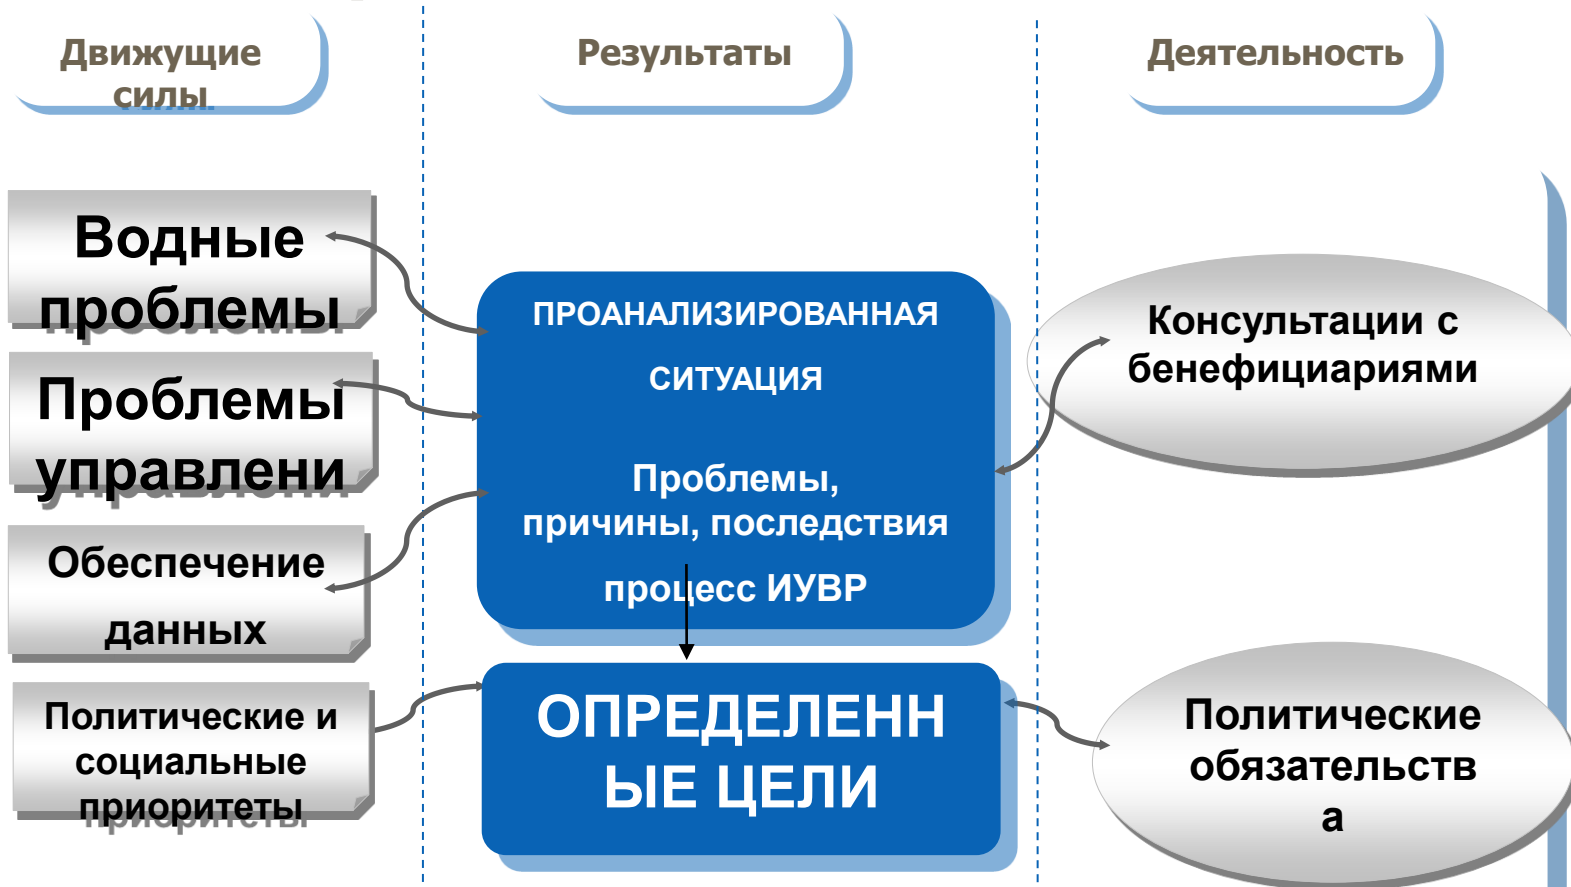 Движущие
силы
Результаты
Деятельность
Водные
проблемы
Проблемы
управлени
Обеспечение
данных
Политические и
социальные
приоритеты
ПРОАНАЛИЗИРОВАННАЯ
СИТУАЦИЯ
Проблемы,
причины, последствия
процесс ИУВР
ОПРЕДЕЛЕНН
ЫЕ ЦЕЛИ
Консультации с
бенефициариями
Политические
обязательств
а